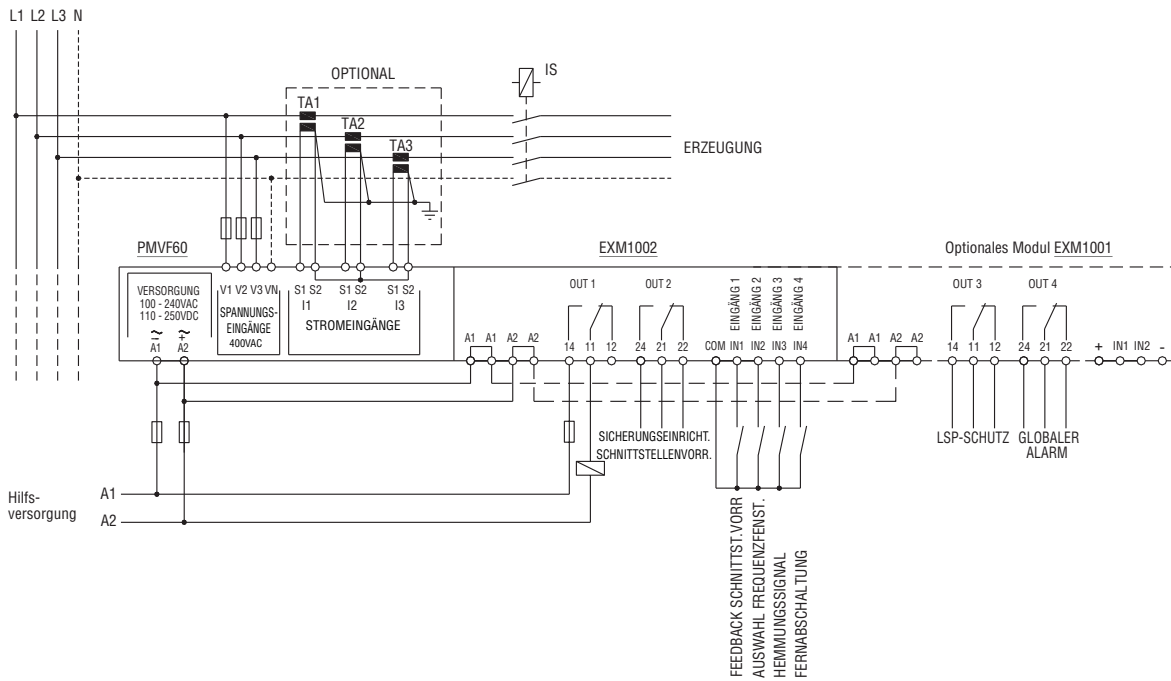 L1 L2 L3 N
OPTIONAL
IS
TA1
TA2
TA3
ERZEUGUNG
PMVF60
EXM1002
Optionales Modul EXM1001
VERSORGUNG
100 - 240VAC
110 - 250VDC
~ ~
− +
A1 A2
V1 V2 V3 VN
SPANNUNGS-
EINGÄNGE
400VAC
S1 S2 S1 S2 S1 S2
I1 I2 I3
STROMEINGÄNGE
A1 A1 A2 A2
OUT 1
14 11 12
OUT 2
24 21 22
EINGÄNG 1
EINGÄNG 2
EINGÄNG 3
EINGÄNG 4
COM IN1 IN2 IN3 IN4
A1 A1 A2 A2
OUT 3
14 11 12
OUT 4
24 21 22
+ IN1 IN2 -
SICHERUNGSEINRICHT.
SCHNITTSTELLENVORR.
LSP-SCHUTZ
GLOBALER
ALARM
Hilfs-
versorgung
A1
A2
FEEDBACK SCHNITTST.VORR
AUSWAHL FREQUENZFENST.
HEMMUNGSSIGNAL
FERNABSCHALTUNG